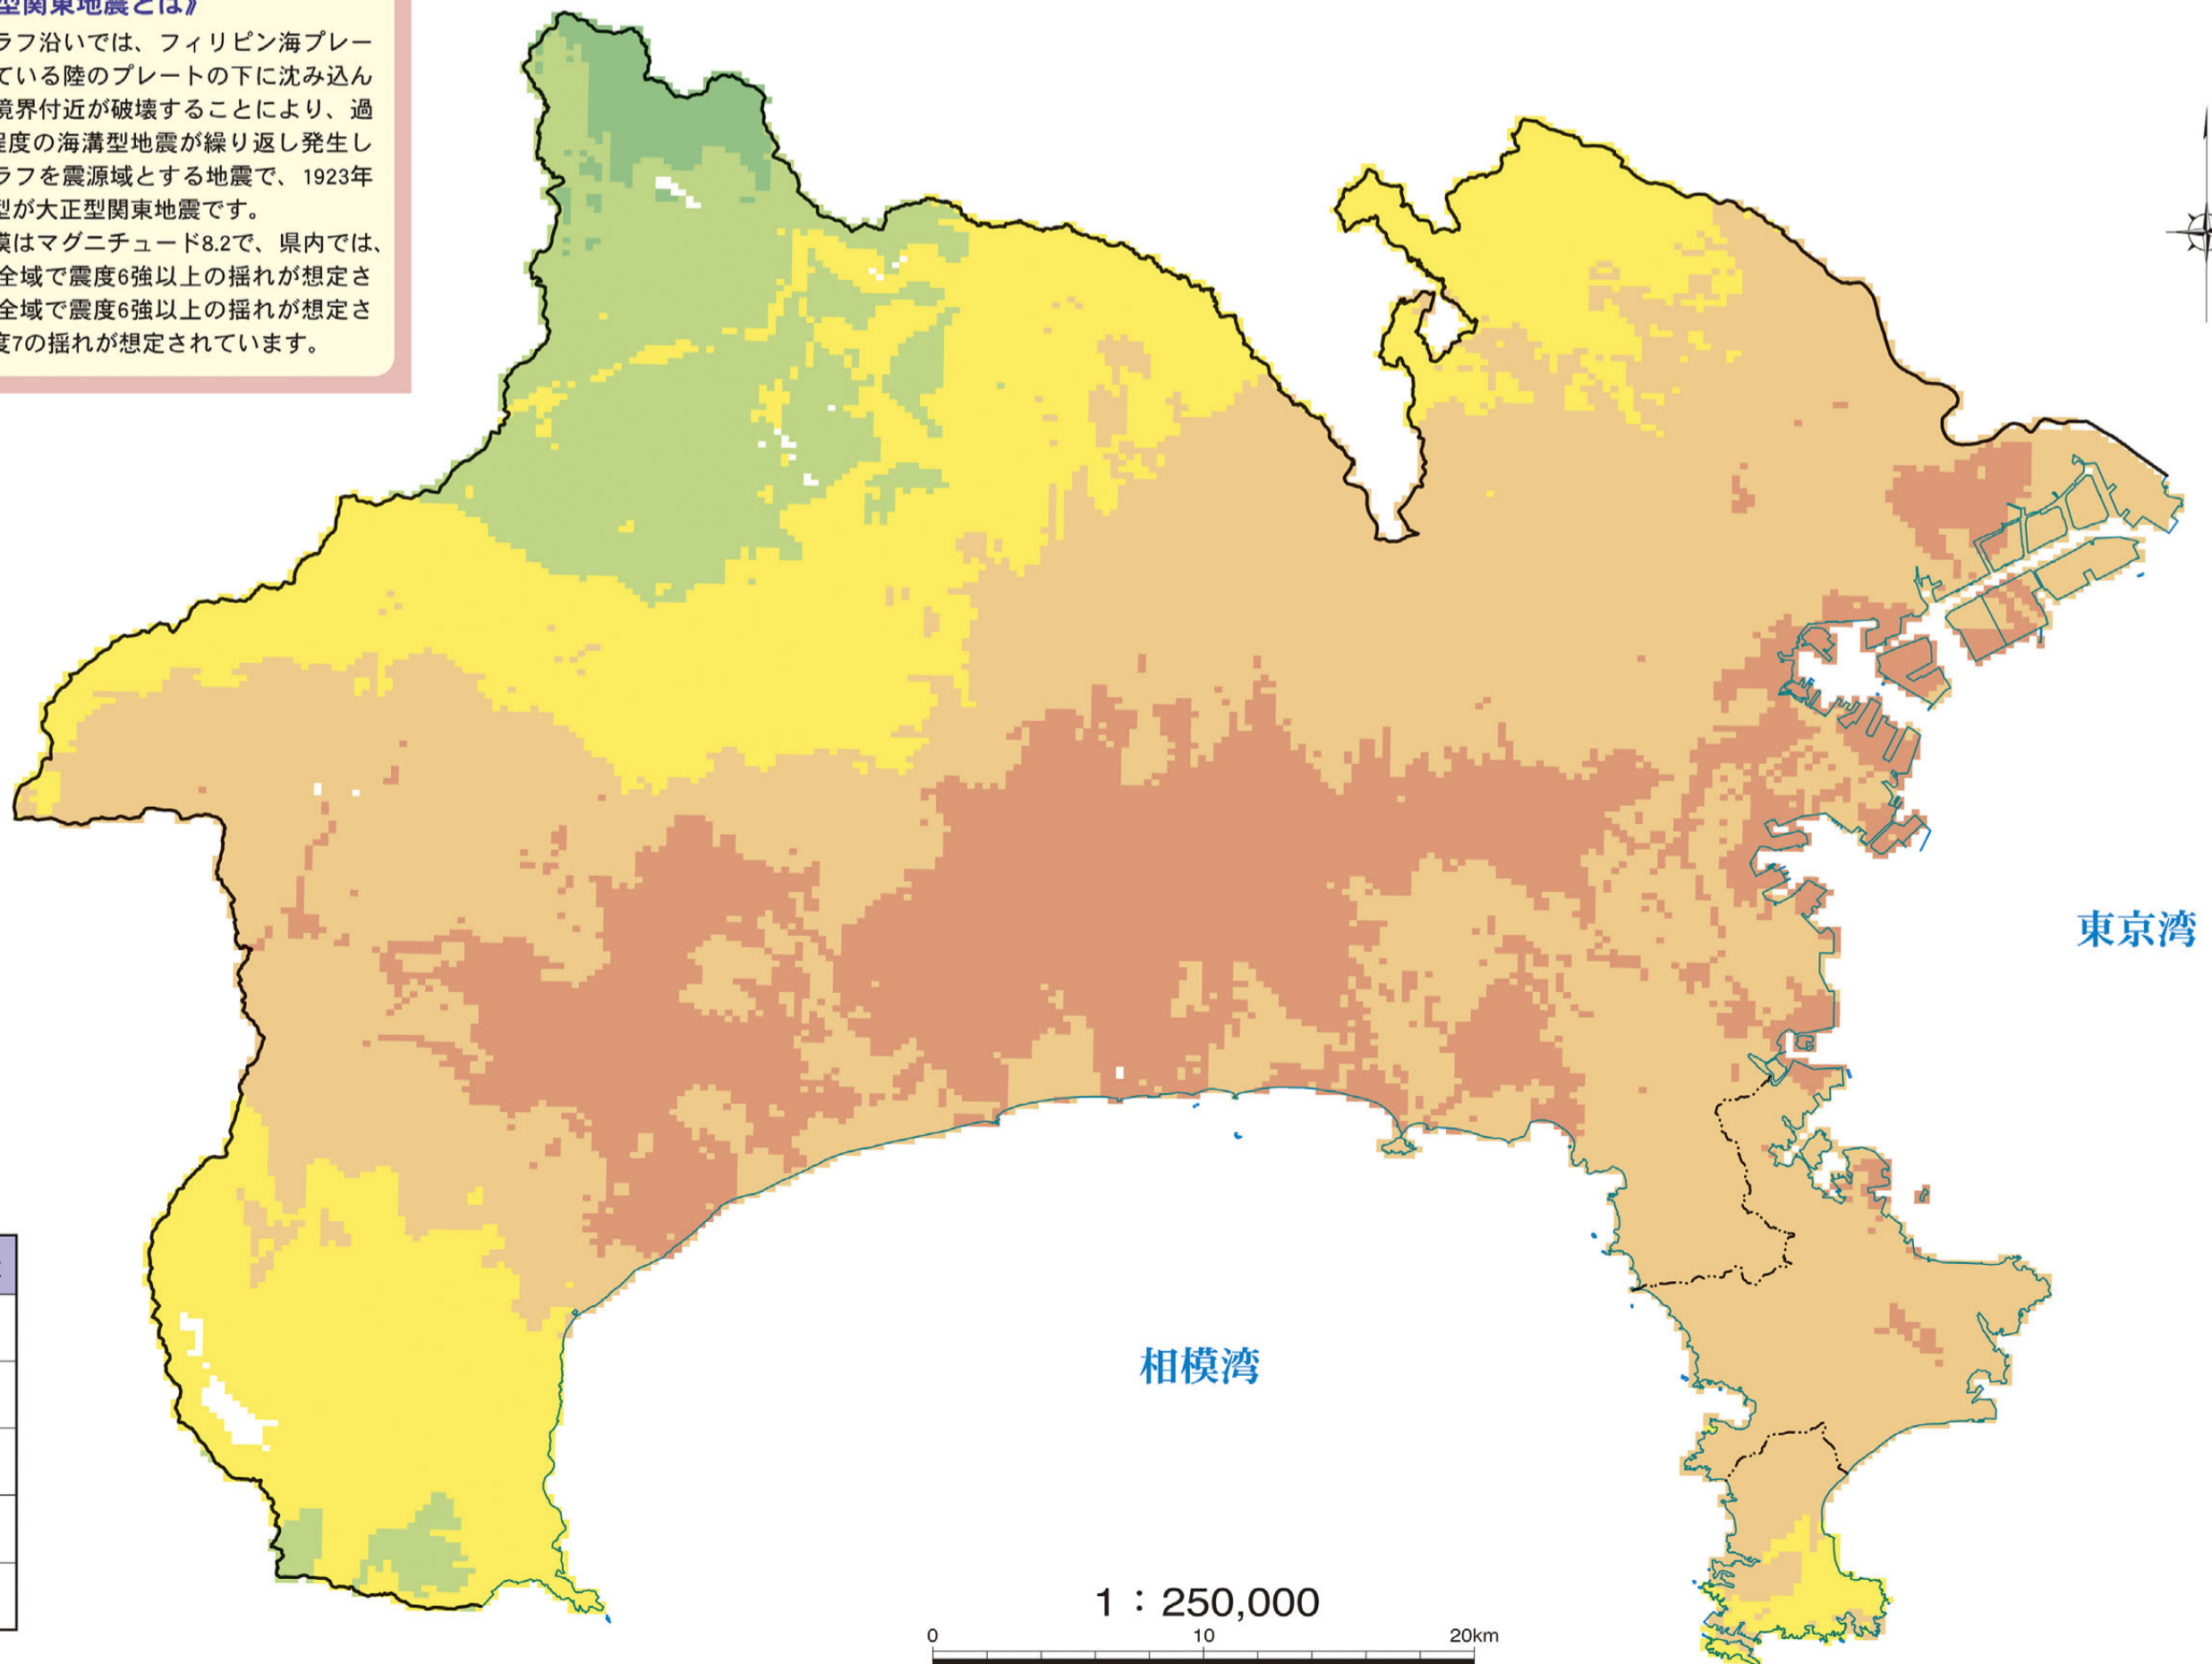 型関東地震とは》
ラフ沿いでは、フィリピン海プレー
ている陸のプレートの下に沈み込ん
境界付近が破壊することにより、過
程度の海溝型地震が繰り返し発生し
ラフを震源域とする地震で、1923年
型が大正型関東地震です。
模はマグニチュード8.2で、県内では、
全域で震度6強以上の揺れが想定さ
全域で震度6強以上の揺れが想定さ
度7の揺れが想定されています。
東京湾
相模湾
1：250,000
0 10 20km